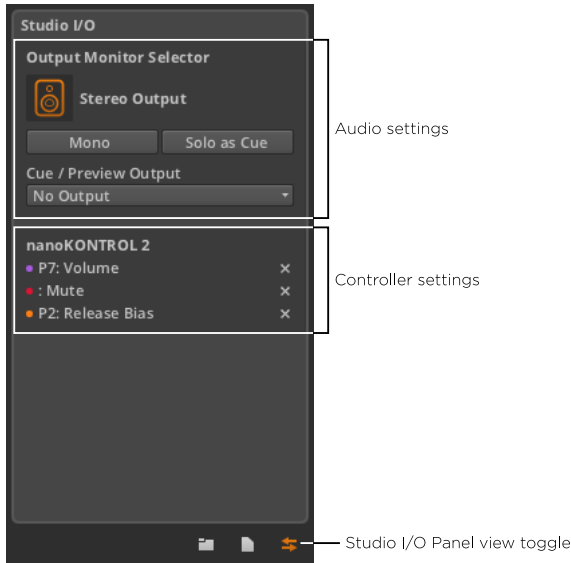 Studio I/O
Output Monitor Selector
Stereo Output
Mono
Solo as Cue
Cue / Preview Output
No Output
Audio settings
nanoKONTROL 2
P7: Volume
: Mute
P2: Release Bias
Controller settings
Studio I/O Panel view toggle